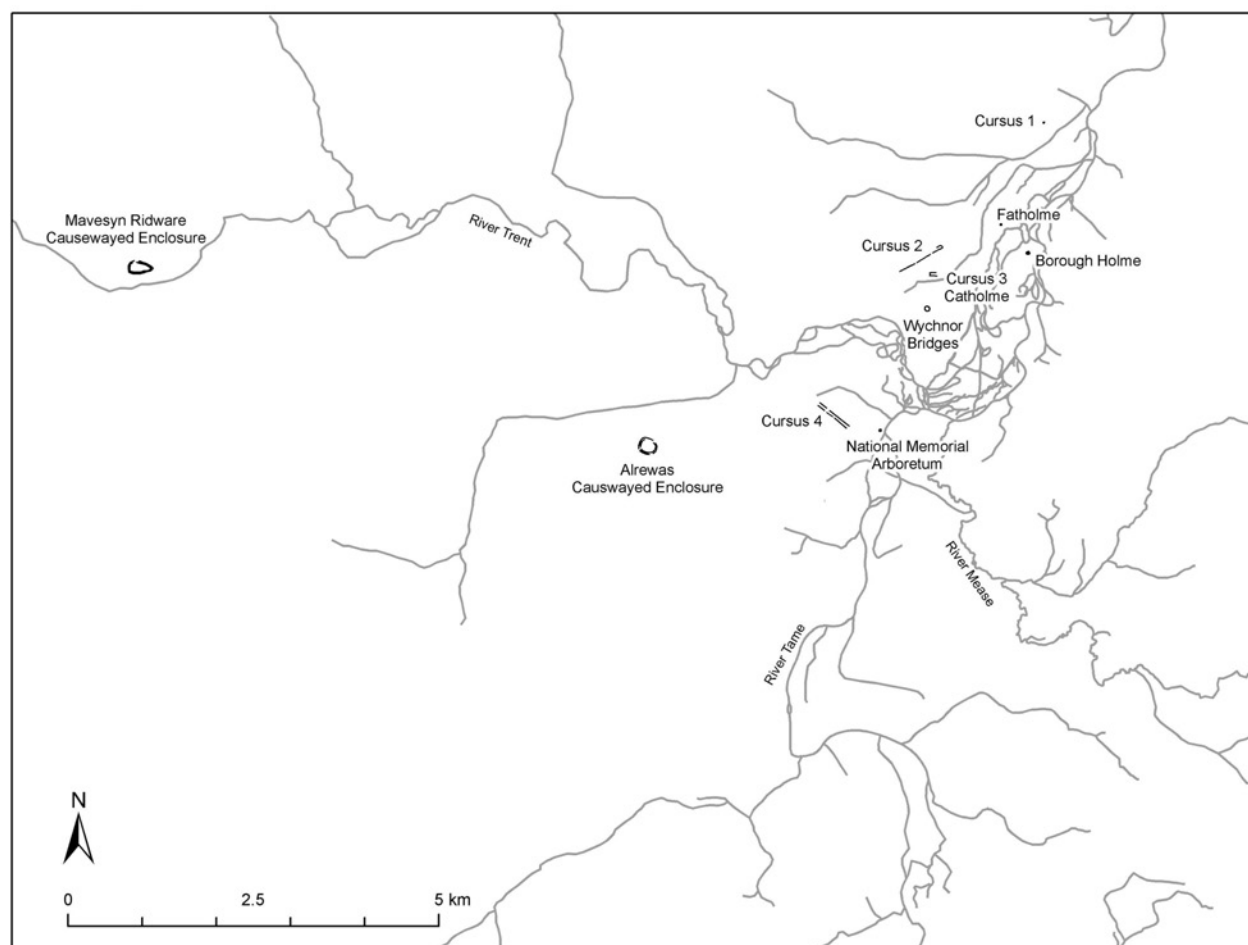 Cursus 1
Mavesyn Ridware
Causewayed Enclosure
River Trent
Fatholme
Cursus 2
Borough Holme
Cursus 3
Catholme
Wychnor
Bridges
Cursus 4
National Memorial
Arboretum
Alrewas
Causwayed Enclosure
River Mease
River Tame
N
0 2.5 5 km